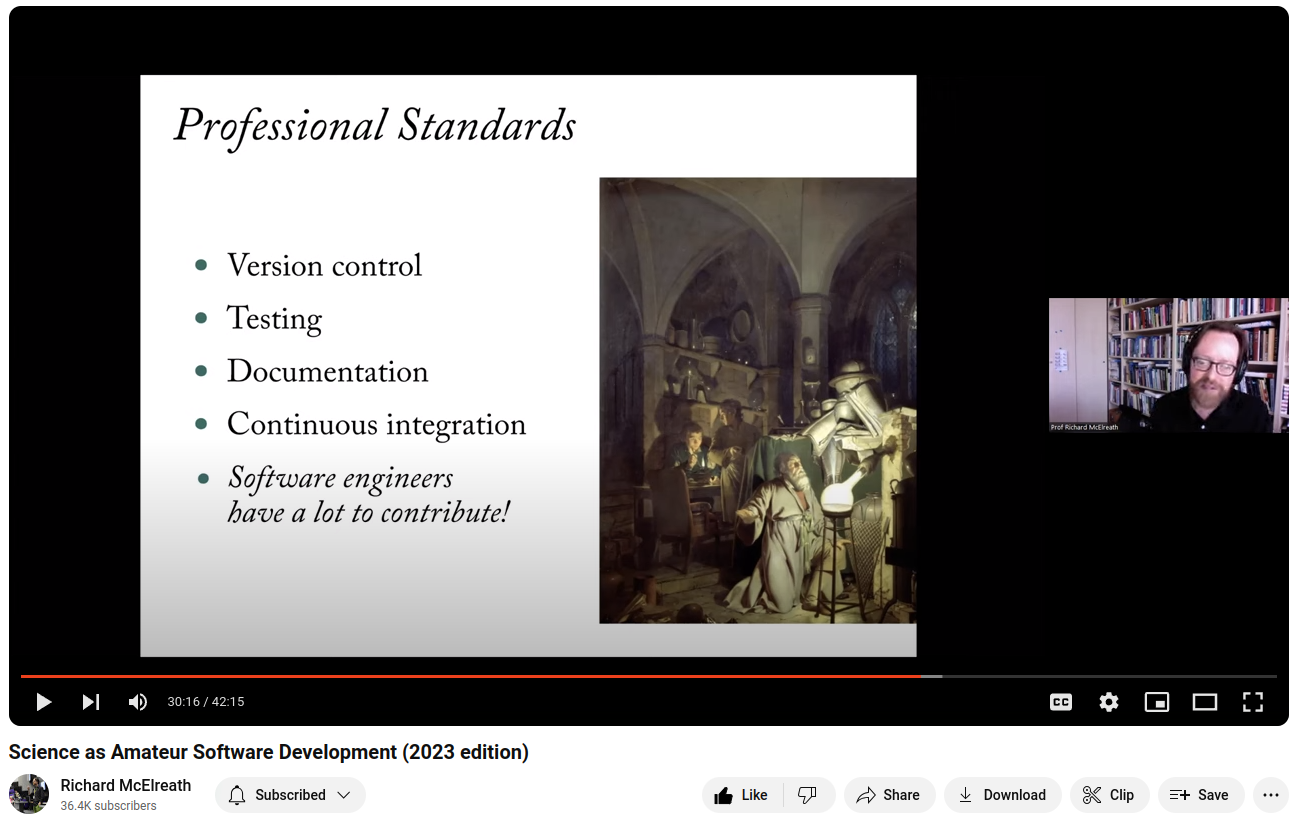 Professional Standards
Version control
Testing
Documentation
Continuous integration
Software engineers
have a lot to contribute!
Prof Richard McElreath
30:16 / 42:15
CC
Science as Amateur Software Development (2023 edition)
Richard McElreath
36.4K subscribers
Subscribed
Like
Share
Download
Clip
Save